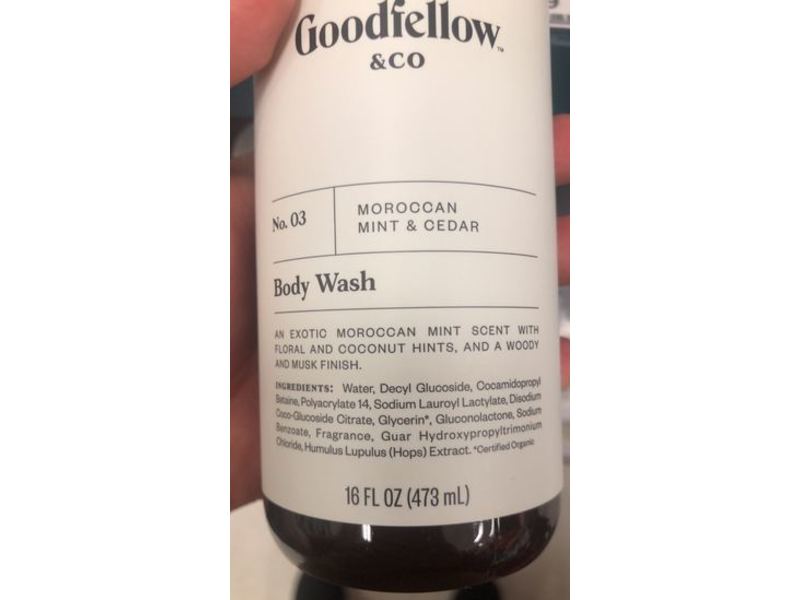 Goodfellow™
&CO
No. 03
MOROCCAN
MINT & CEDAR
Body Wash
AN EXOTIC MOROCCAN MINT SCENT WITH
FLORAL AND COCONUT HINTS, AND A WOODY
AND MUSK FINISH.
INGREDIENTS: Water, Decyl Glucoside, Cocamidopropyl
Betaine, Polyacrylate 14, Sodium Lauroyl Lactylate, Disodium
Coco-Glucoside Citrate, Glycerin*, Gluconolactone, Sodium
Benzoate, Fragrance, Guar Hydroxypropyltrimonium
Chloride, Humulus Lupulus (Hops) Extract. *Certified Organic
16 FL OZ (473 mL)